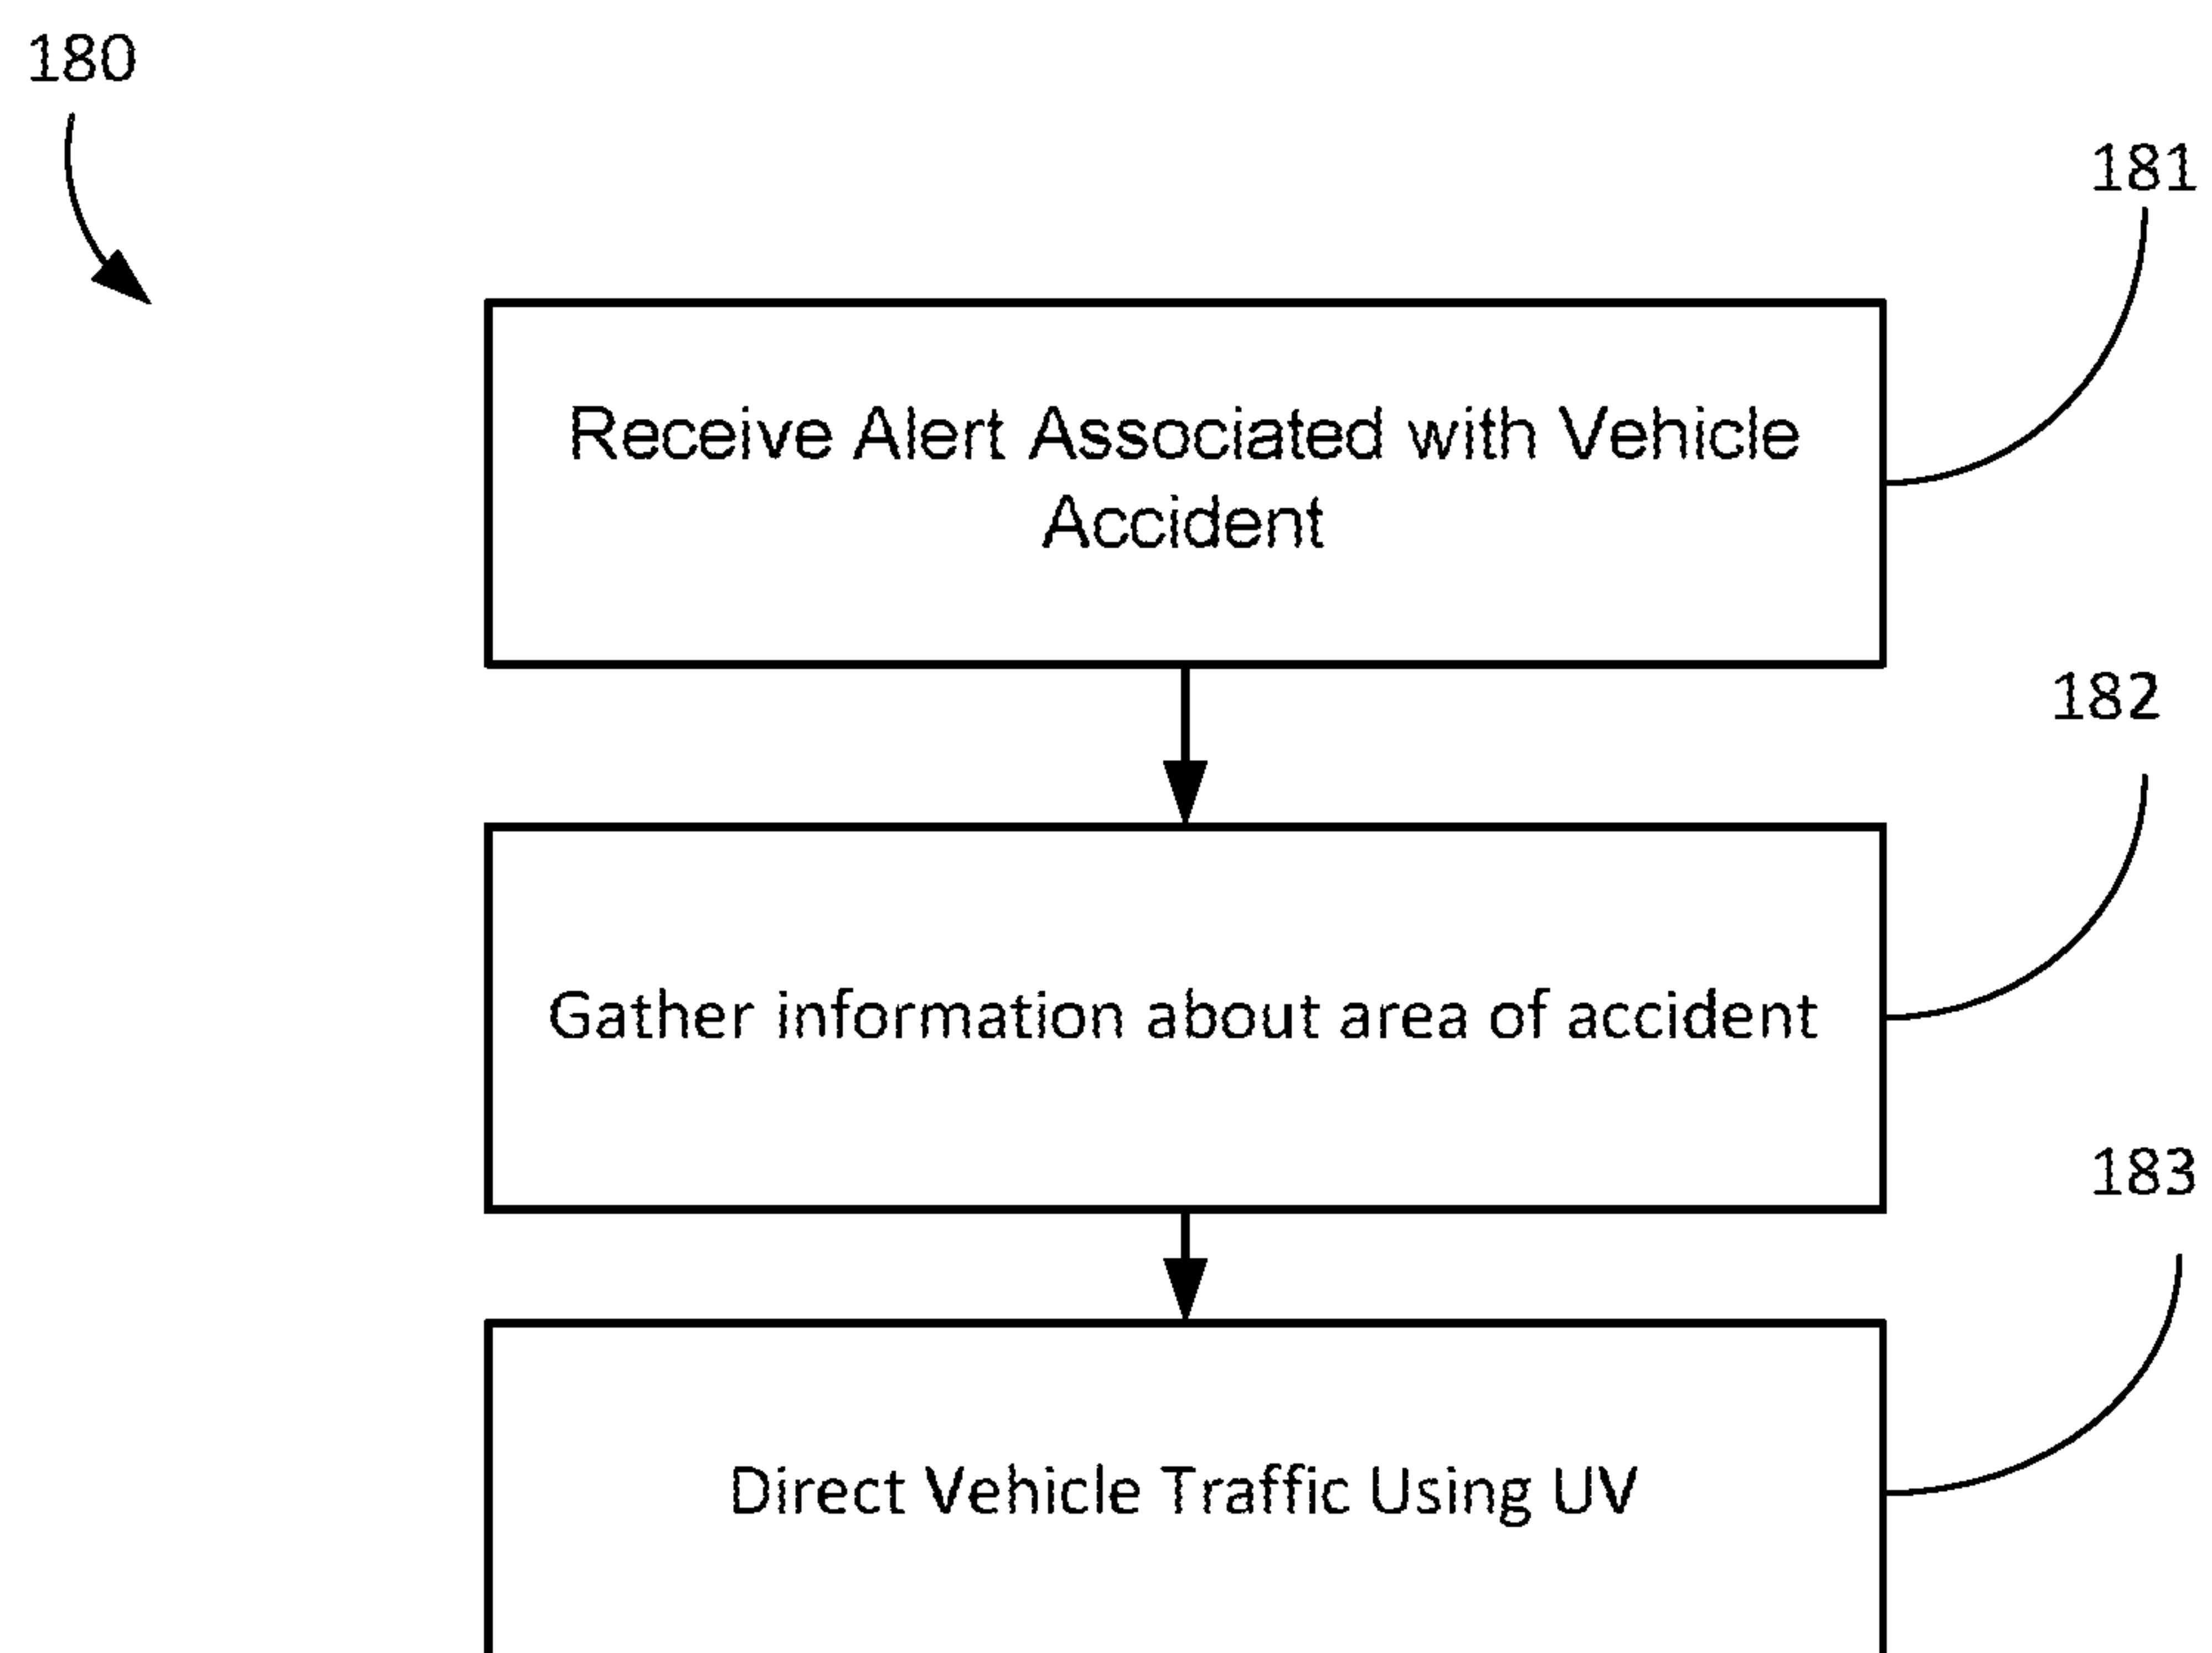 180
181
Receive Alert Associated with Vehicle
Accident
182
Gather information about area of accident
183
Direct Vehicle Traffic Using UV